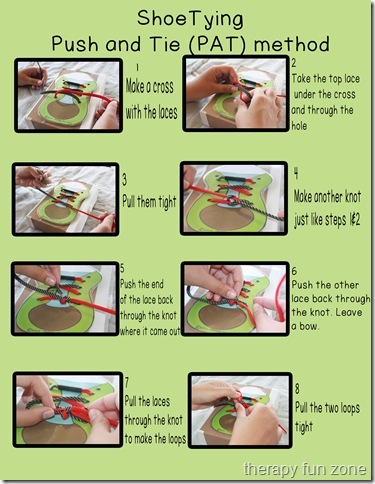 ShoeTying
Push and Tie (PAT) method
1
Make a cross
with the laces
2
Take the top lace
under the cross
and through the
hole
3
Pull them tight
4
Make another knot
just like steps 1&2
5
Push the end
of the lace back
through the knot
where it came out
6
Push the other
lace back through
the knot. Leave
a bow.
7
Pull the laces
through the knot
to make the loops
8
Pull the two loops
tight
therapy fun zone